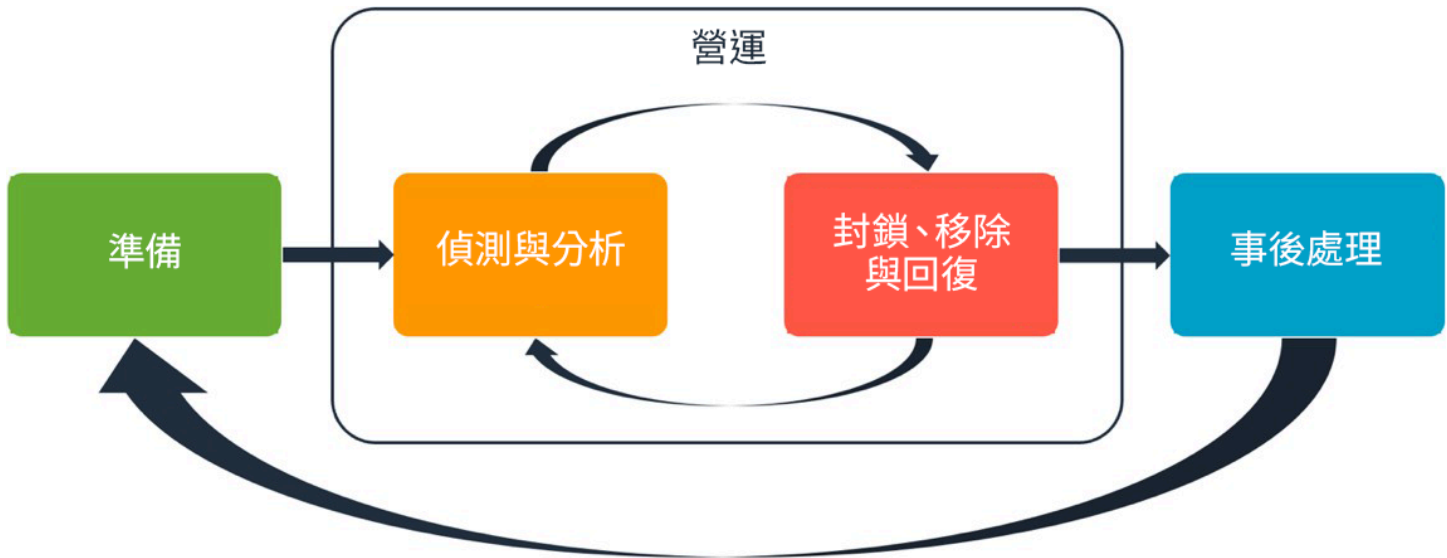 營運
準備
偵測與分析
封鎖、移除
與回復
事後處理